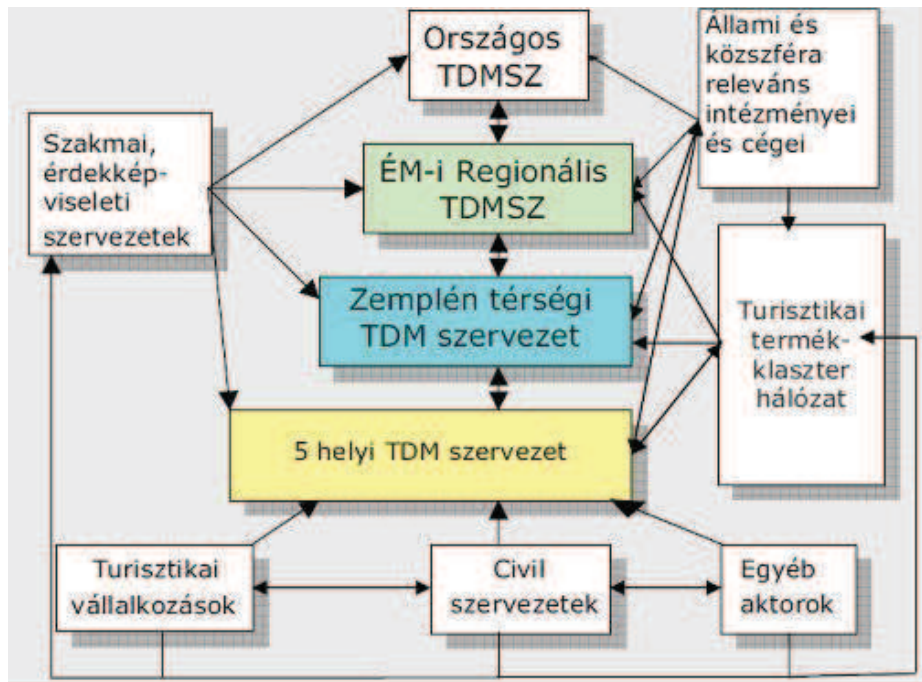 Országos
TDMSZ
Állami és
közszféra
releváns
intézményei
és cégei
Szakmai,
érdekkép-
viseleti
szervezetek
ÉM-i Regionális
TDMSZ
Zemplén térségi
TDM szervezet
Turisztikai
termék-
klaszter
hálózat
5 helyi TDM szervezet
Turisztikai
vállalkozások
Civil
szervezetek
Egyéb
aktorok